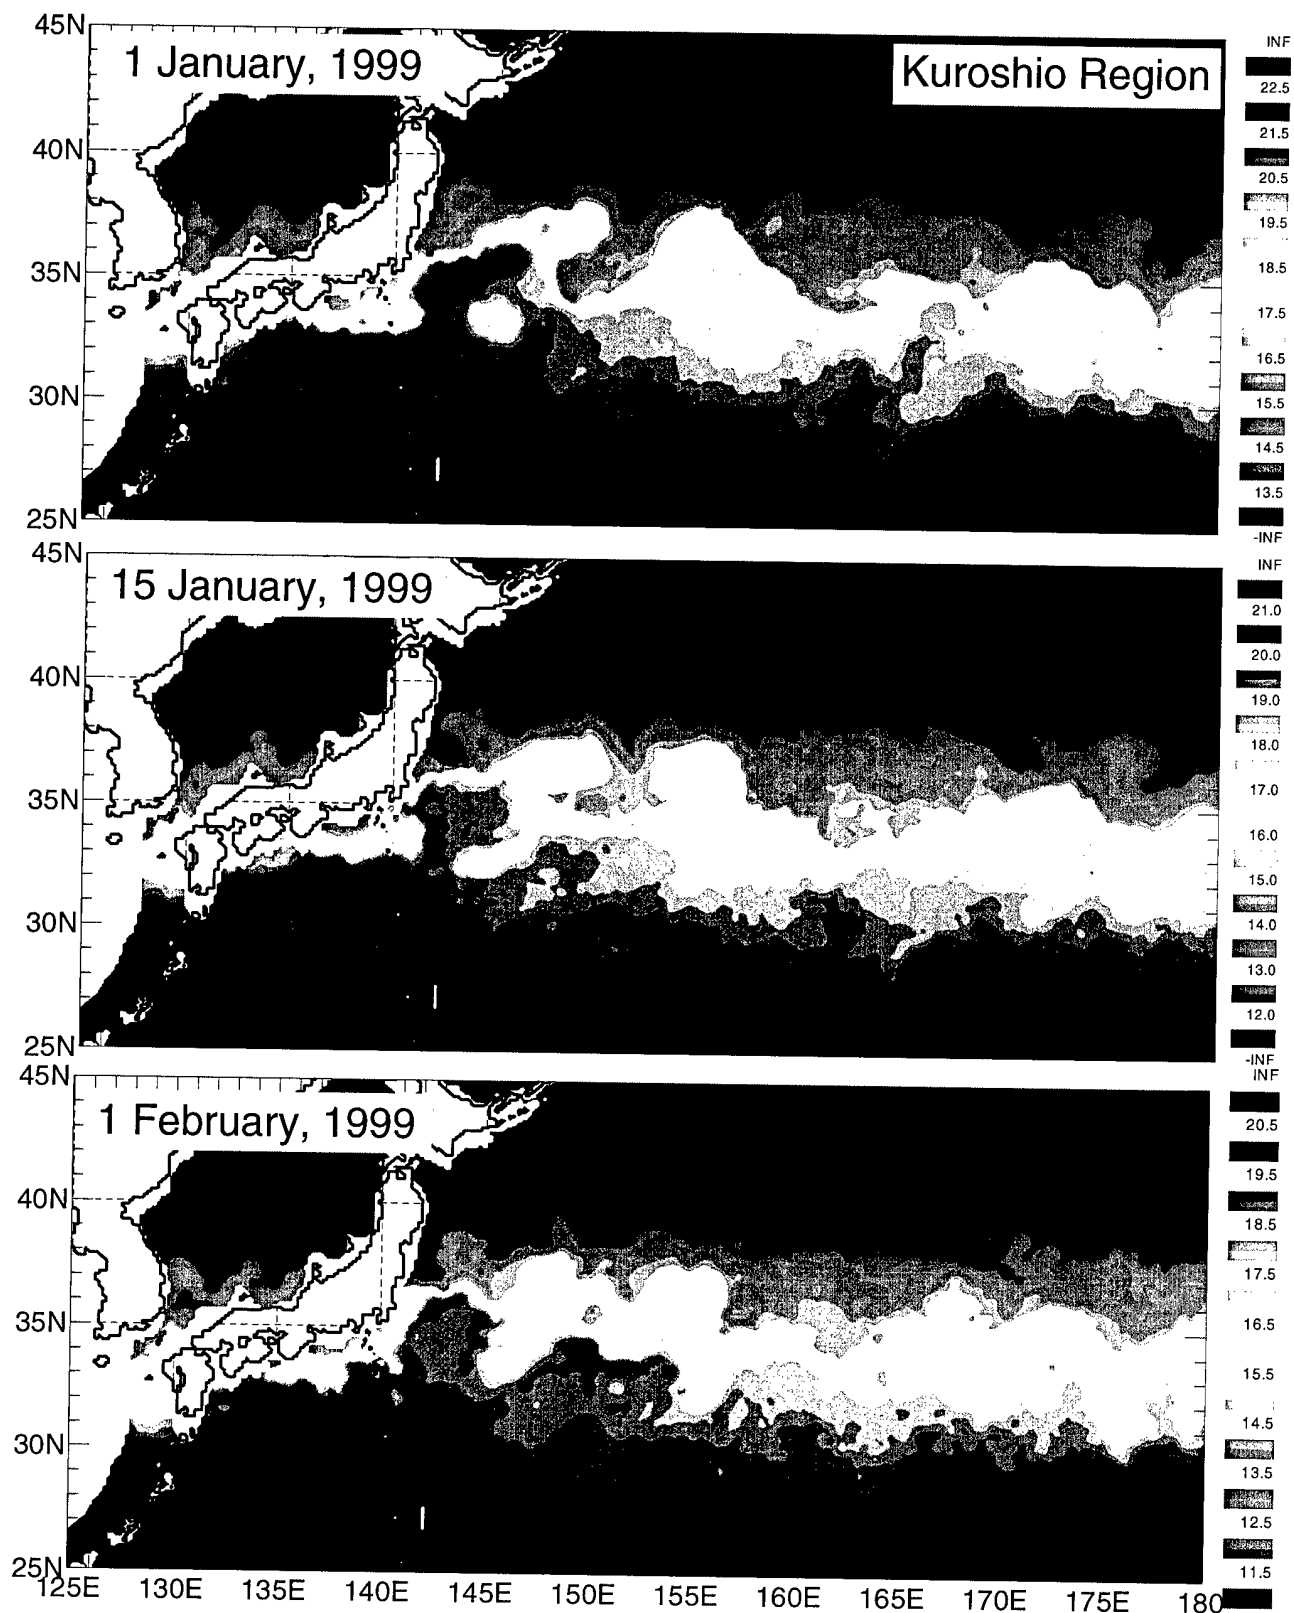 45N
1 January, 1999
Kuroshio Region
40N
35N
30N
25N
INF
22.5
21.5
20.5
19.5
18.5
17.5
16.5
15.5
14.5
13.5
-INF
45N
15 January, 1999
40N
35N
30N
25N
INF
21.0
20.0
19.0
18.0
17.0
16.0
15.0
14.0
13.0
12.0
-INF
45N
1 February, 1999
40N
35N
30N
25N
INF
20.5
19.5
18.5
17.5
16.5
15.5
14.5
13.5
12.5
11.5
125E 130E 135E 140E 145E 150E 155E 160E 165E 170E 175E 180